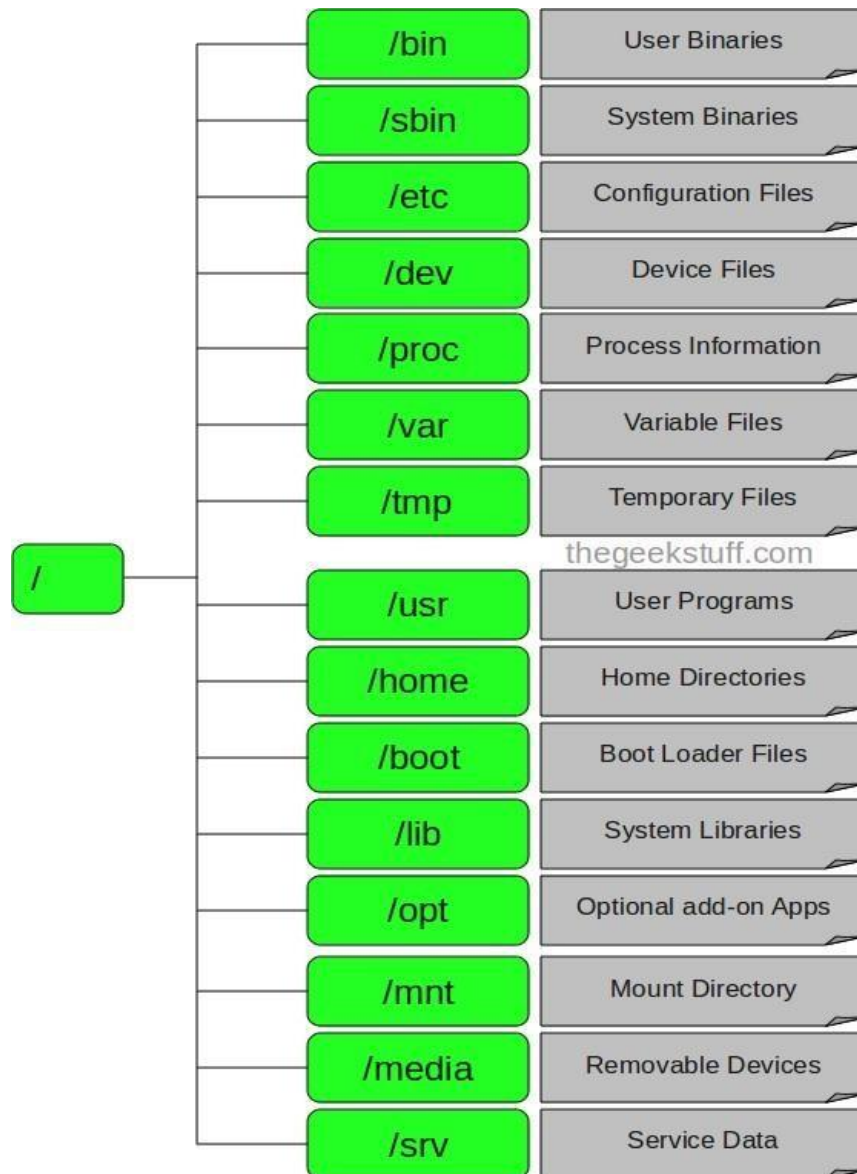 /bin
User Binaries
/sbin
System Binaries
/etc
Configuration Files
/dev
Device Files
/proc
Process Information
/var
Variable Files
/tmp
Temporary Files
thegeekstuff.com
/
/usr
User Programs
/home
Home Directories
/boot
Boot Loader Files
/lib
System Libraries
/opt
Optional add-on Apps
/mnt
Mount Directory
/media
Removable Devices
/srv
Service Data